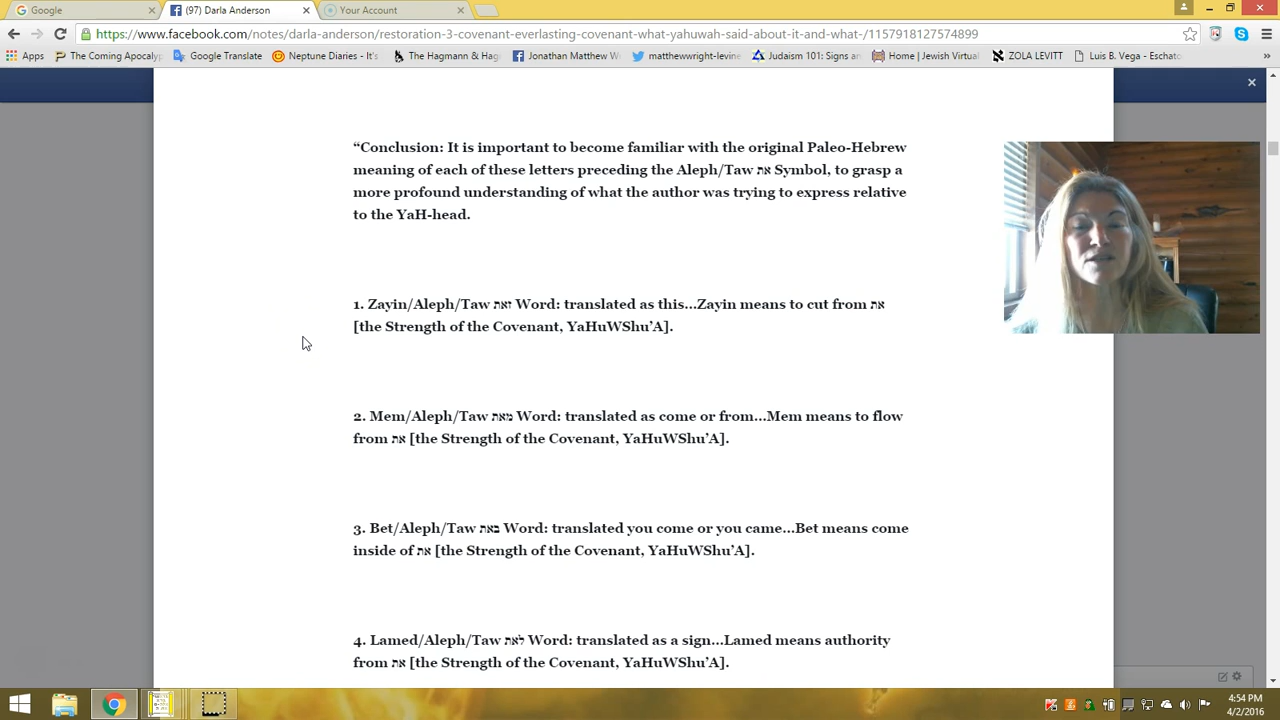 Google
(97) Darla Anderson
Your Account
https://www.facebook.com/notes/darla-anderson/restoration-3-covenant-everlasting-covenant-what-yahuwah-said-about-it-and-what-/1157918127574899
Apps The Coming Apocalyp Google Translate Neptune Diaries - It's The Hagmann & Hag Jonathan Matthew W matthewwright-levine Judaism 101: Signs an Home | Jewish Virtual ZOLA LEVITT Luis B. Vega - Eschato
“Conclusion: It is important to become familiar with the original Paleo-Hebrew
meaning of each of these letters preceding the Aleph/Taw את Symbol, to grasp a
more profound understanding of what the author was trying to express relative
to the YaH-head.
1. Zayin/Aleph/Taw זאת Word: translated as this...Zayin means to cut from את
[the Strength of the Covenant, YaHuWShu’A].
2. Mem/Aleph/Taw מאת Word: translated as come or from...Mem means to flow
from את [the Strength of the Covenant, YaHuWShu’A].
3. Bet/Aleph/Taw באת Word: translated you come or you came...Bet means come
inside of את [the Strength of the Covenant, YaHuWShu’A].
4. Lamed/Aleph/Taw לאת Word: translated as a sign...Lamed means authority
from את [the Strength of the Covenant, YaHuWShu’A].
4:54 PM
4/2/2016